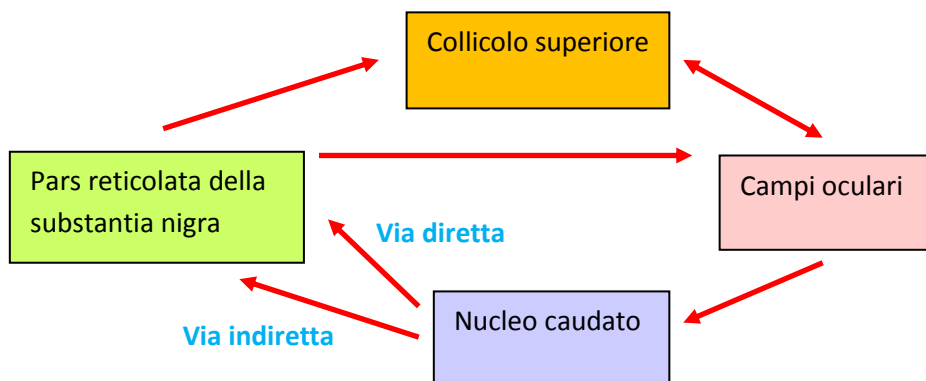 Collicolo superiore
Pars reticolata della
substantia nigra
Campi oculari
Via diretta
Nucleo caudato
Via indiretta